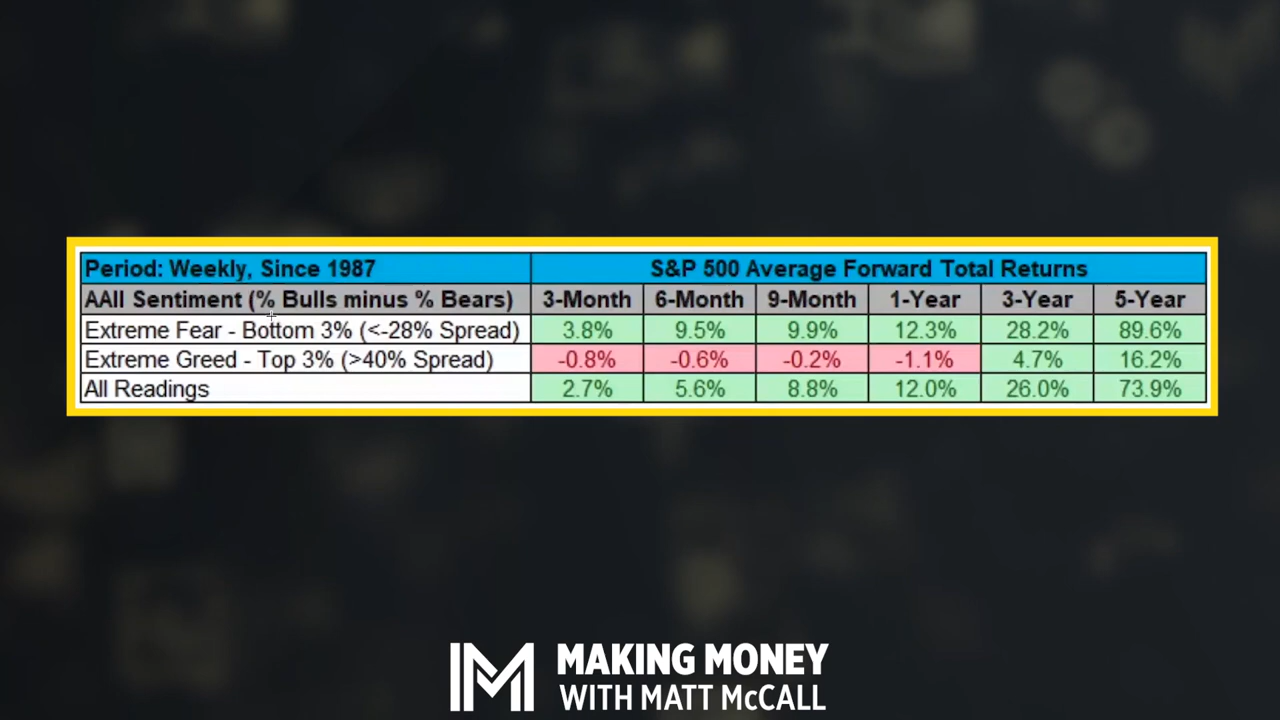 Period: Weekly, Since 1987 S&P 500 Average Forward Total Returns
AAII Sentiment (% Bulls minus % Bears) 3-Month 6-Month 9-Month 1-Year 3-Year 5-Year
Extreme Fear - Bottom 3% (<-28% Spread) 3.8% 9.5% 9.9% 12.3% 28.2% 89.6%
Extreme Greed - Top 3% (>40% Spread) -0.8% -0.6% -0.2% -1.1% 4.7% 16.2%
All Readings 2.7% 5.6% 8.8% 12.0% 26.0% 73.9%
MAKING MONEY
WITH MATT McCALL